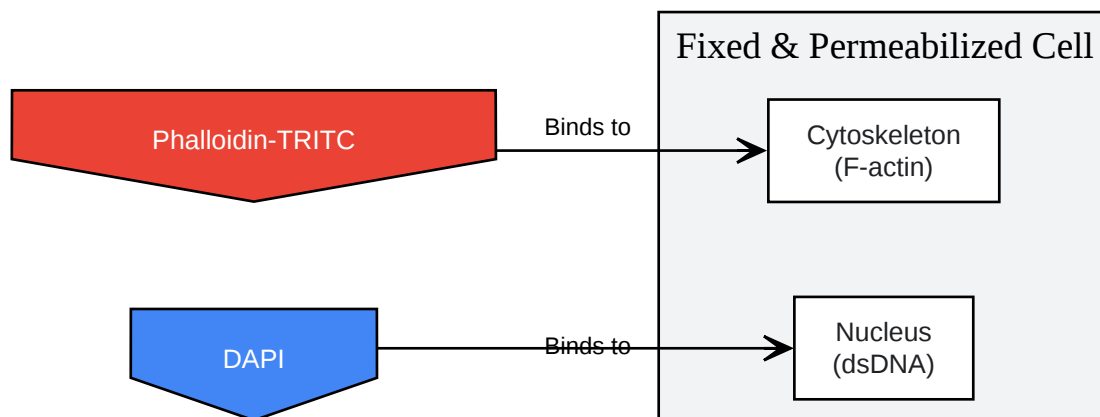 Fixed & Permeabilized Cell
Phalloidin-TRITC
Binds to
Cytoskeleton
(F-actin)
DAPI
Binds to
Nucleus
(dsDNA)